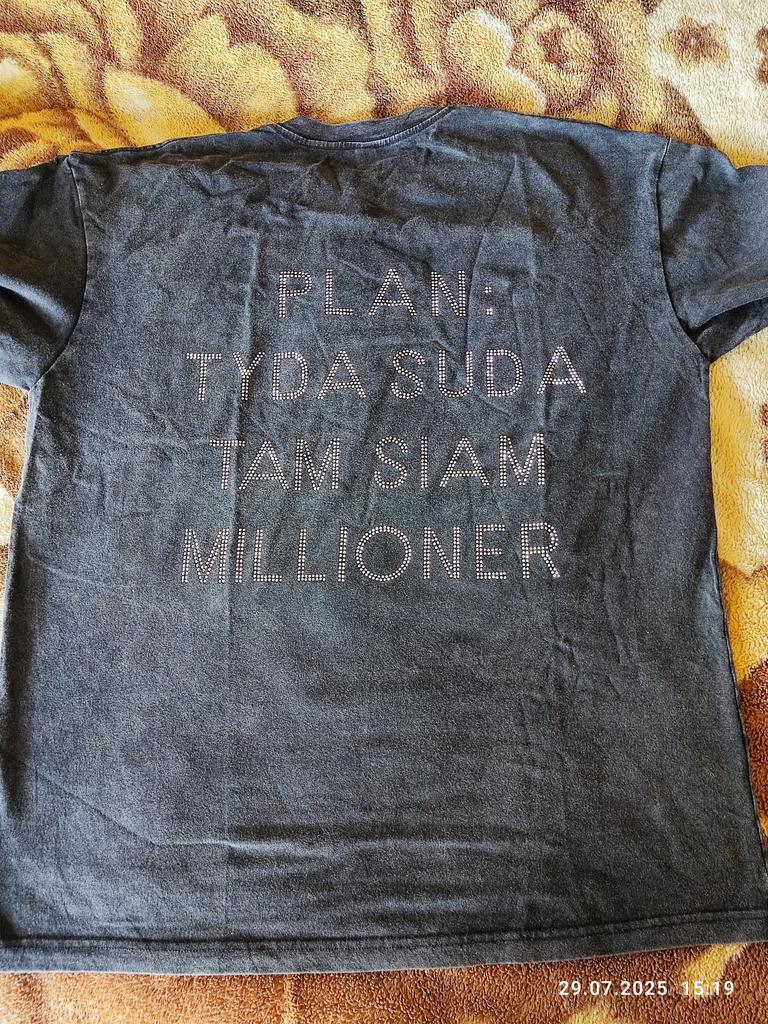 PLAN:
TYDA SUDA
TAM SIAM
MILLIONER
29.07.2025 15:19